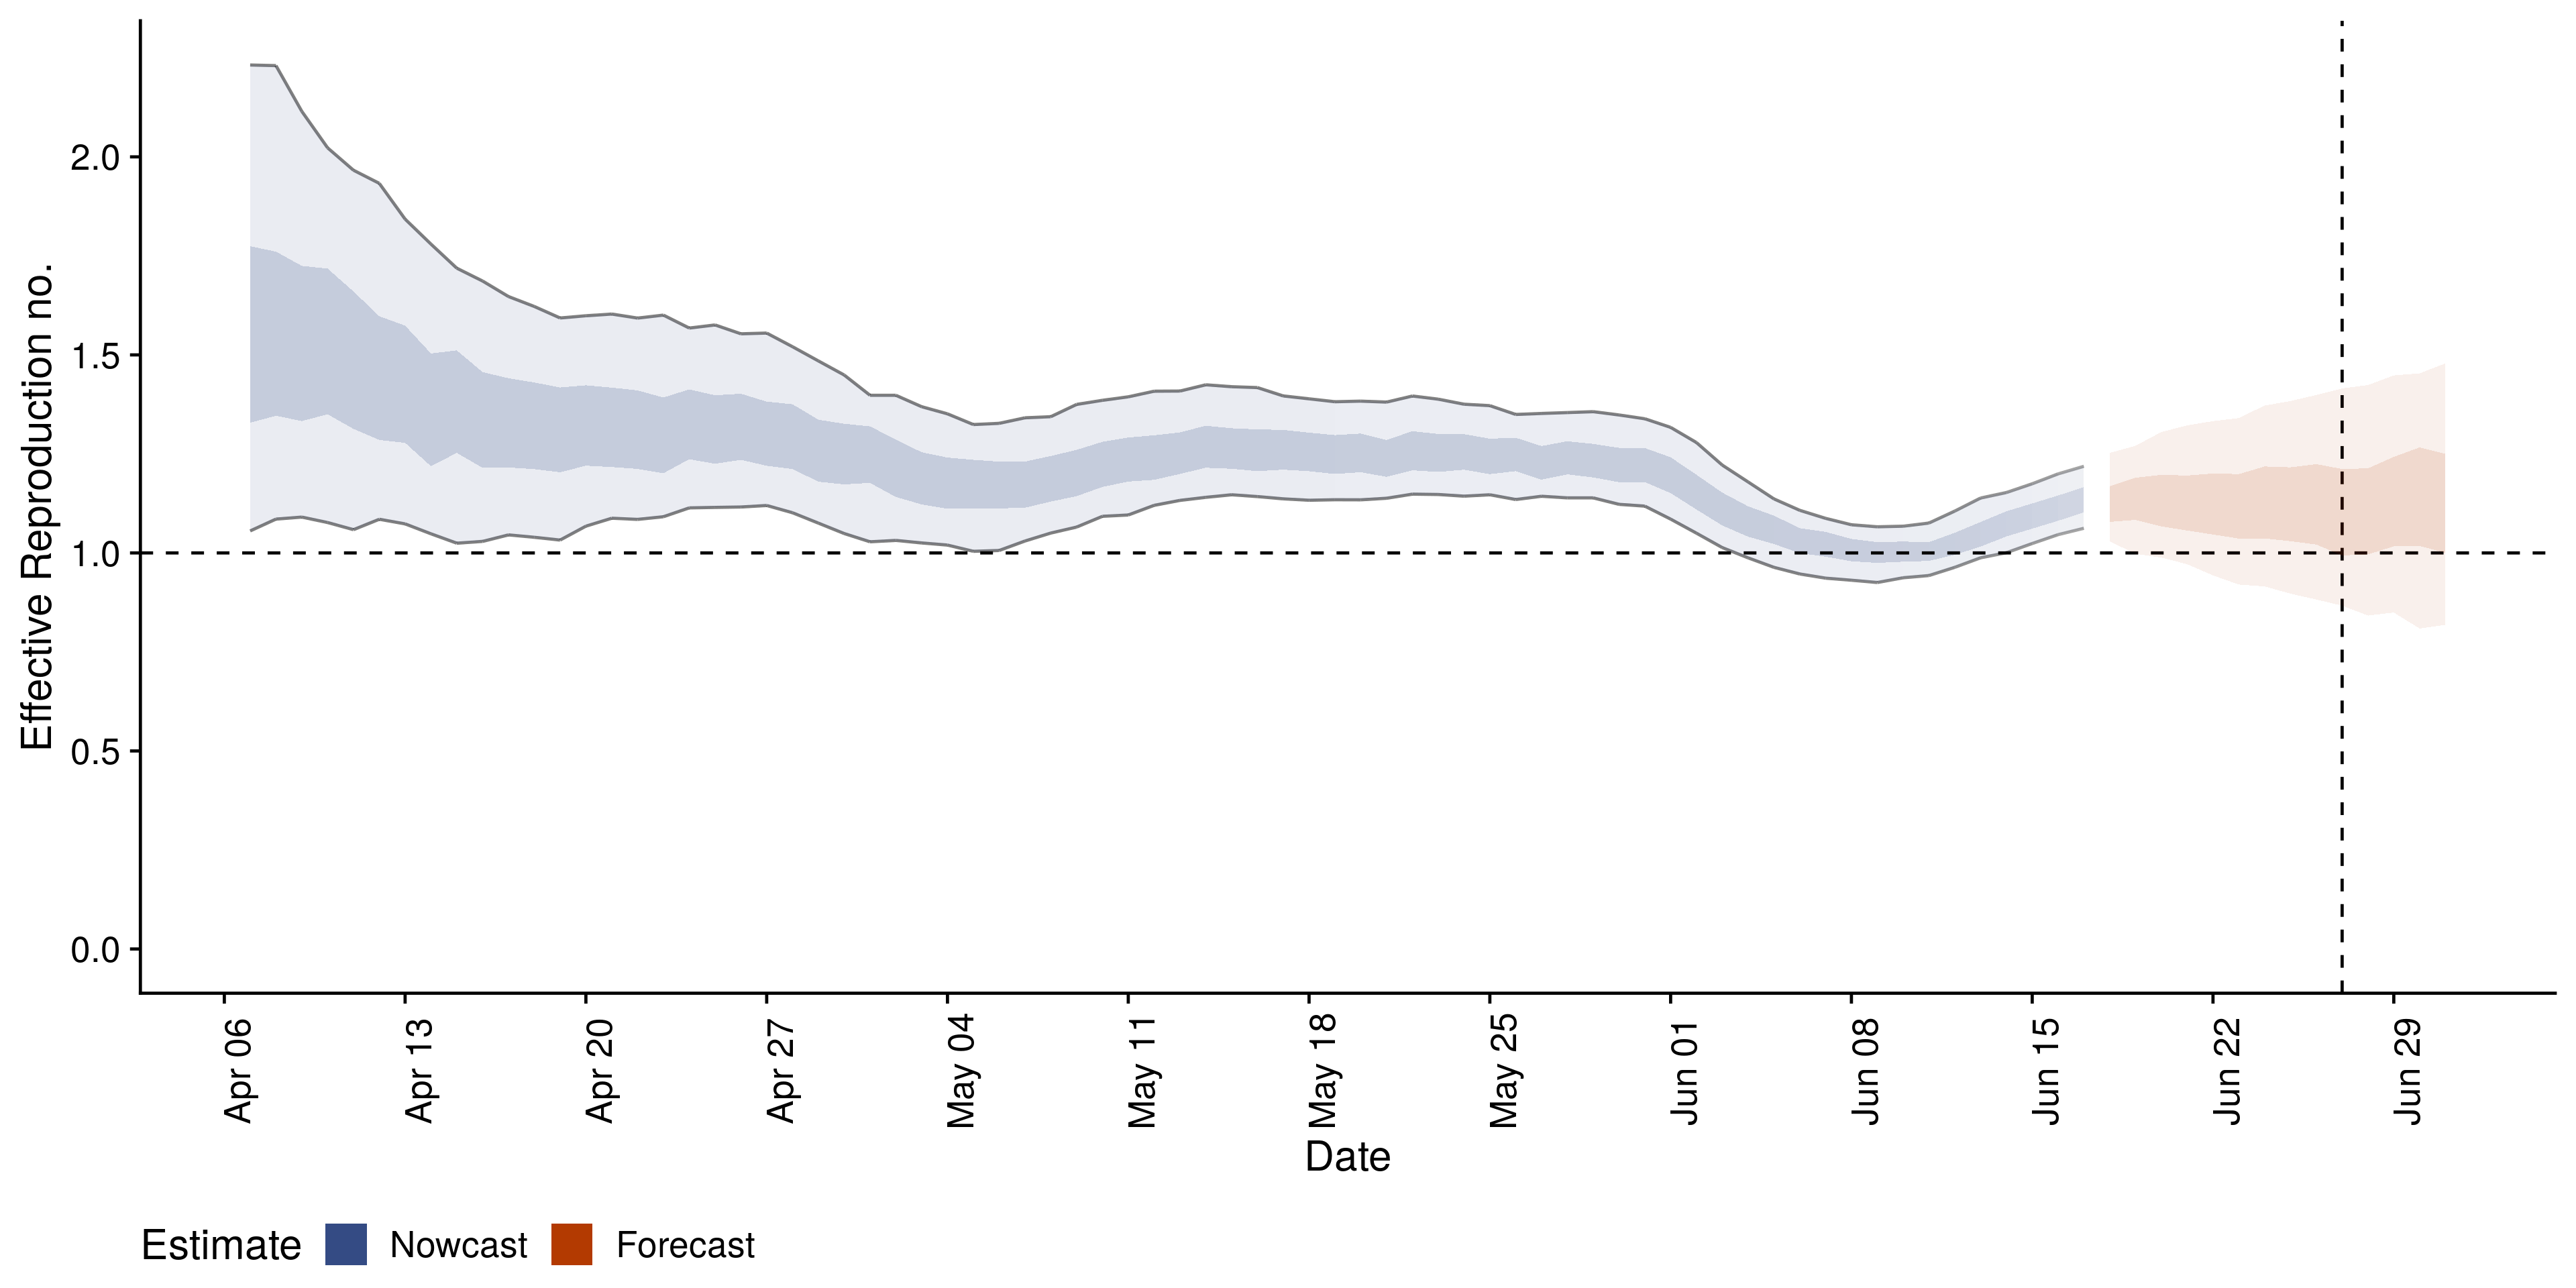 Effective Reproduction no.
2.0
1.5
1.0
0.5
0.0
Apr 06
Apr 13
Apr 20
Apr 27
May 04
May 11
May 18
May 25
Jun 01
Jun 08
Jun 15
Jun 22
Jun 29
Date
Estimate Nowcast Forecast